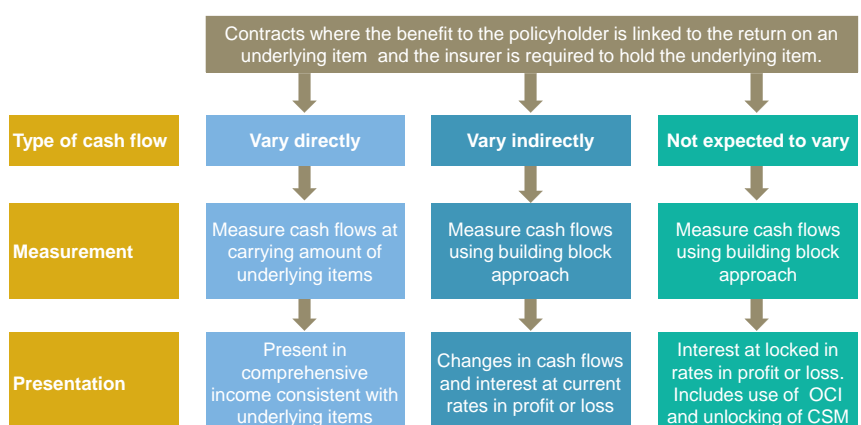 Contracts where the benefit to the policyholder is linked to the return on an
underlying item and the insurer is required to hold the underlying item.
Type of cash flow
Vary directly
Vary indirectly
Not expected to vary
Measurement
Measure cash flows at
carrying amount of
underlying items
Measure cash flows
using building block
approach
Measure cash flows
using building block
approach
Presentation
Present in
comprehensive
income consistent with
underlying items
Changes in cash flows
and interest at current
rates in profit or loss
Interest at locked in
rates in profit or loss.
Includes use of OCI
and unlocking of CSM